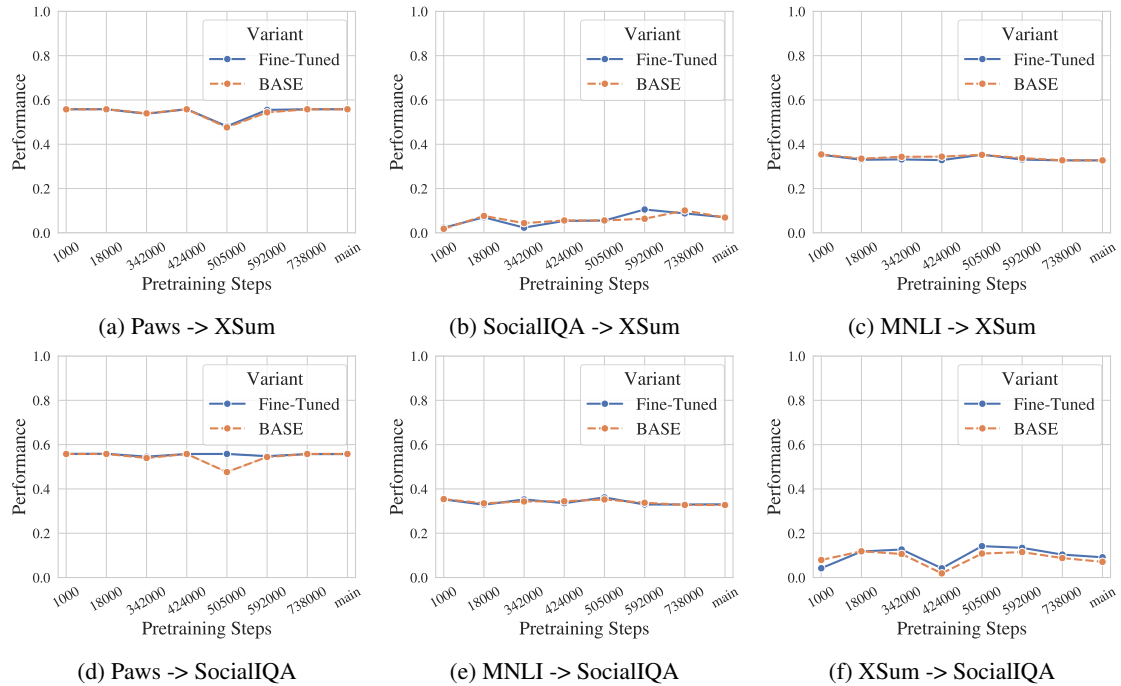 1.0
0.8
0.6
0.4
0.2
0.0
Performance
Variant
Fine-Tuned
BASE
1000
18000
342000
424000
505000
592000
738000
main
Pretraining Steps
(a) Paws -> XSum
1.0
0.8
0.6
0.4
0.2
0.0
Performance
Variant
Fine-Tuned
BASE
1000
18000
342000
424000
505000
592000
738000
main
Pretraining Steps
(b) SocialIQA -> XSum
1.0
0.8
0.6
0.4
0.2
0.0
Performance
Variant
Fine-Tuned
BASE
1000
18000
342000
424000
505000
592000
738000
main
Pretraining Steps
(c) MNLI -> XSum
1.0
0.8
0.6
0.4
0.2
0.0
Performance
Variant
Fine-Tuned
BASE
1000
18000
342000
424000
505000
592000
738000
main
Pretraining Steps
(d) Paws -> SocialIQA
1.0
0.8
0.6
0.4
0.2
0.0
Performance
Variant
Fine-Tuned
BASE
1000
18000
342000
424000
505000
592000
738000
main
Pretraining Steps
(e) MNLI -> SocialIQA
1.0
0.8
0.6
0.4
0.2
0.0
Performance
Variant
Fine-Tuned
BASE
1000
18000
342000
424000
505000
592000
738000
main
Pretraining Steps
(f) XSum -> SocialIQA